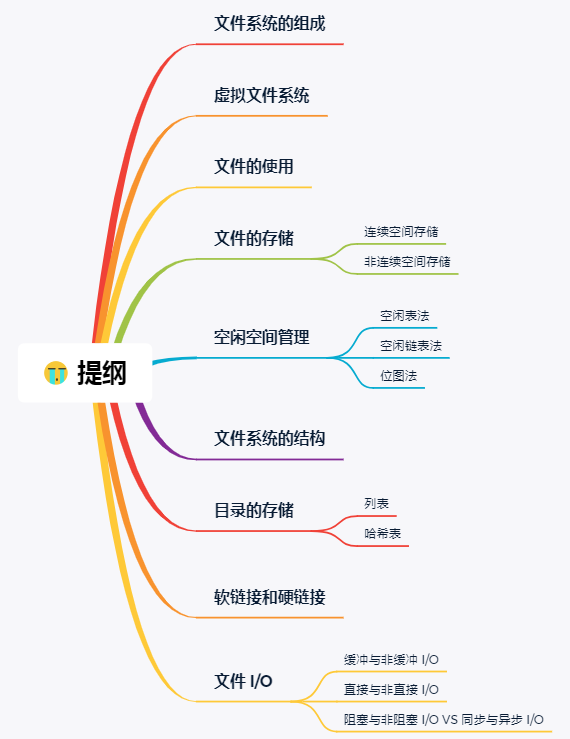 提纲
文件系统的组成
虚拟文件系统
文件的使用
文件的存储
连续空间存储
非连续空间存储
空闲空间管理
空闲表法
空闲链表法
位图法
文件系统的结构
目录的存储
列表
哈希表
软链接和硬链接
文件 I/O
缓冲与非缓冲 I/O
直接与非直接 I/O
阻塞与非阻塞 I/O VS 同步与异步 I/O